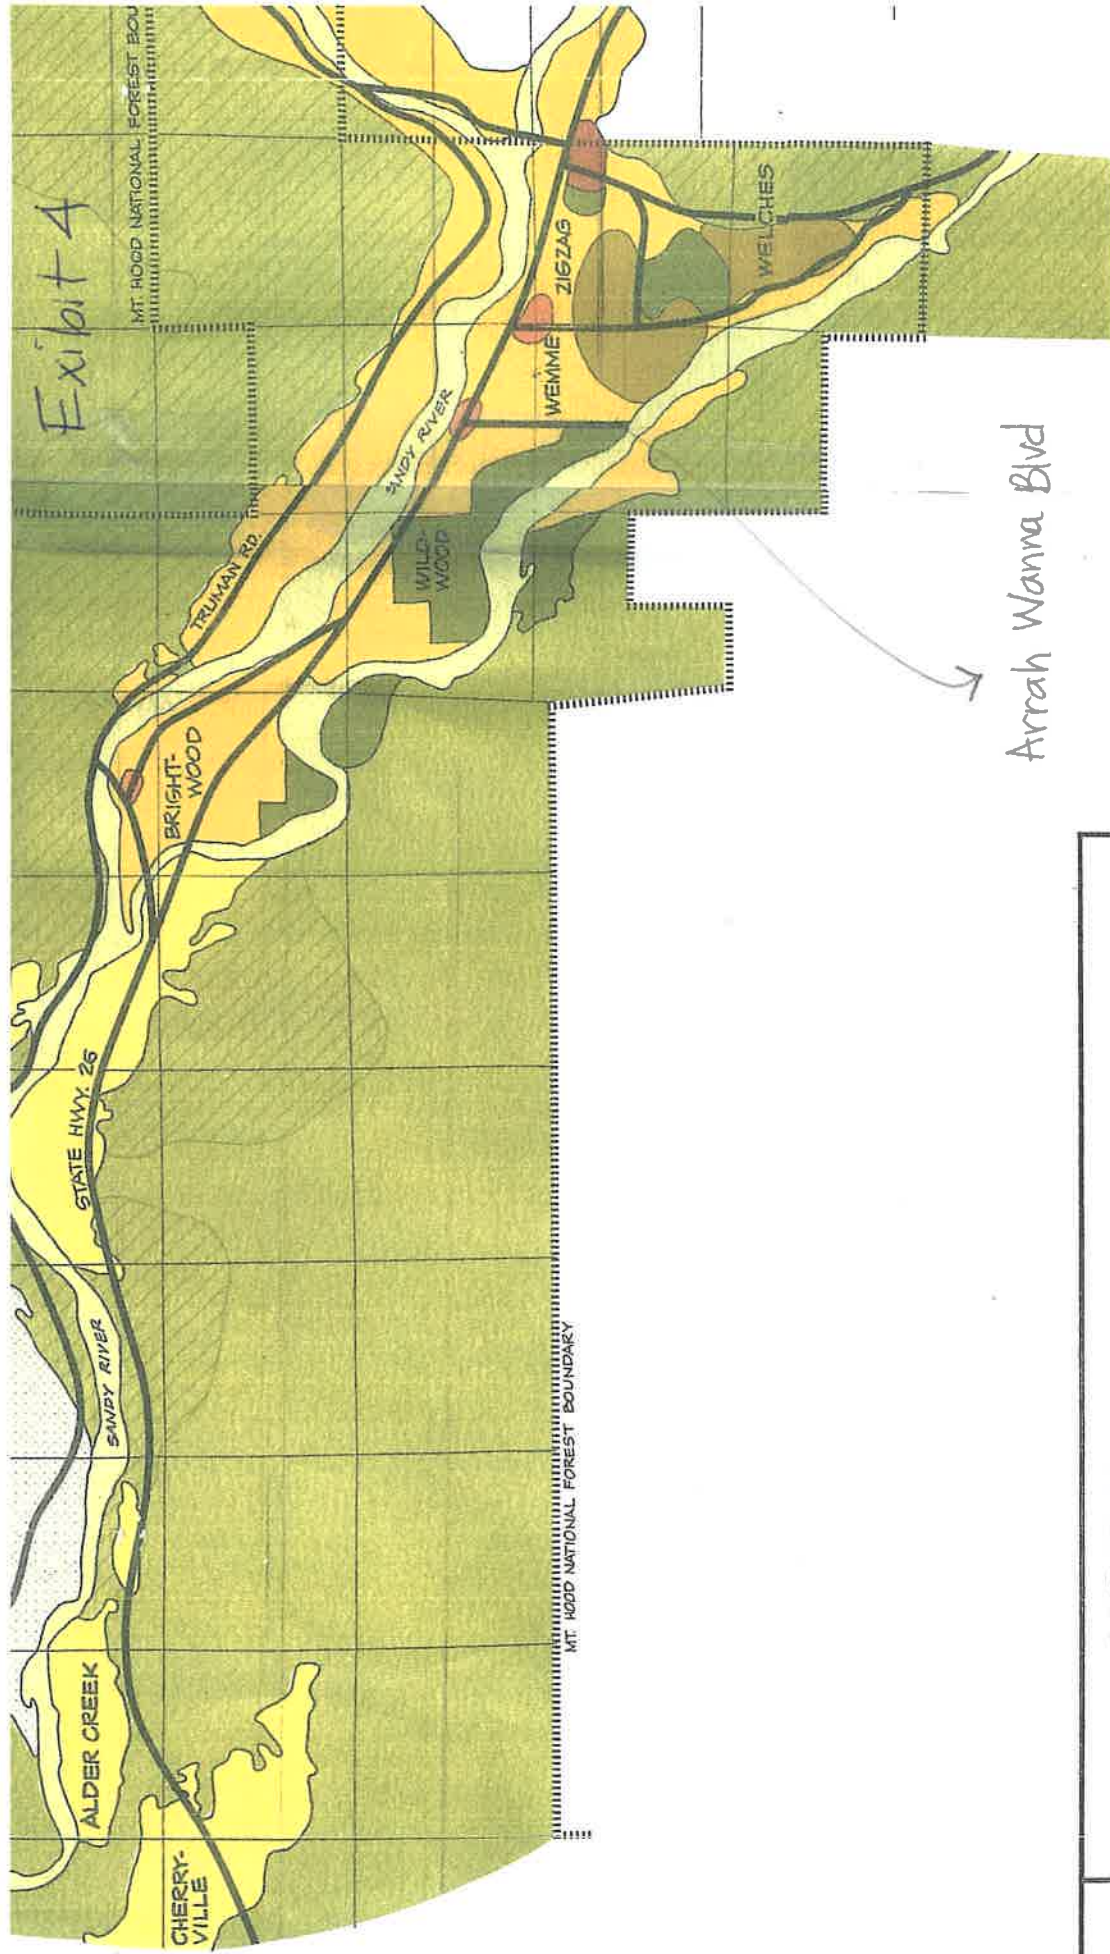 Exibit 4
MT. HOOD NATIONAL FOREST BOU
WELCHES
ZIGZAG
WEMME
SANDY RIVER
WILD-
WOOD
TRUMAN RD.
BRIGHT-
WOOD
Arrah Wanna Blvd
STATE HWY. 26
SANDY RIVER
MT. HOOD NATIONAL FOREST BOUNDARY
ALDER CREEK
CHERRY-
VILLE